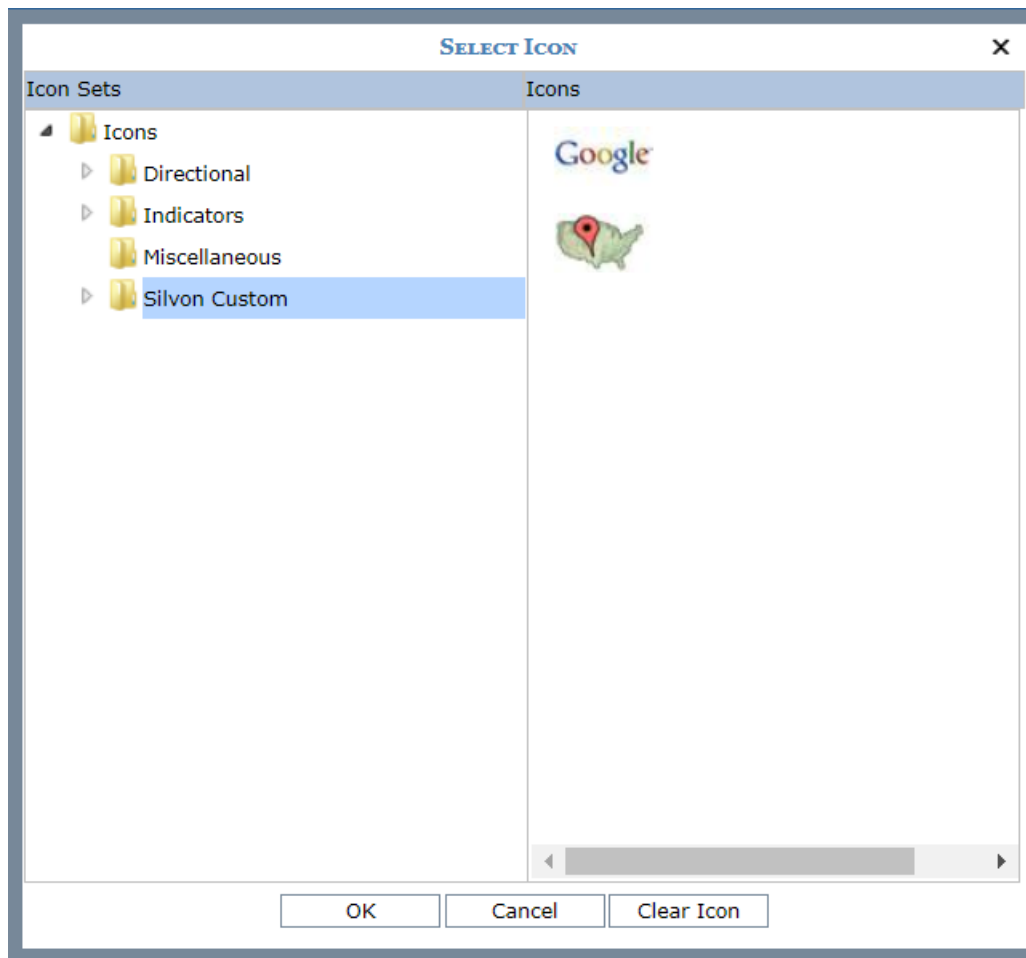 SELECT ICON
Icon Sets
Icons
Icons
Directional
Indicators
Miscellaneous
Silvon Custom
Google
OK
Cancel
Clear Icon